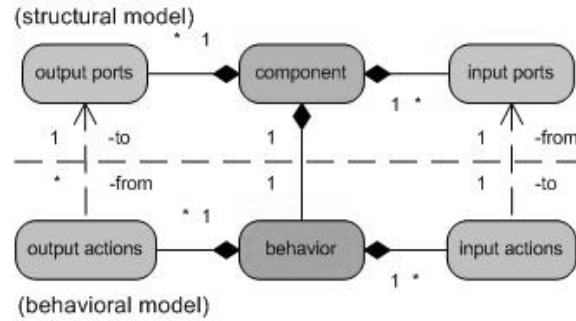 (structural model)
* 1
output ports
component
input ports
1 *
1 -to 1 1 -from
* -from 1 1 -to
* 1
output actions
behavior
input actions
1 *
(behavioral model)